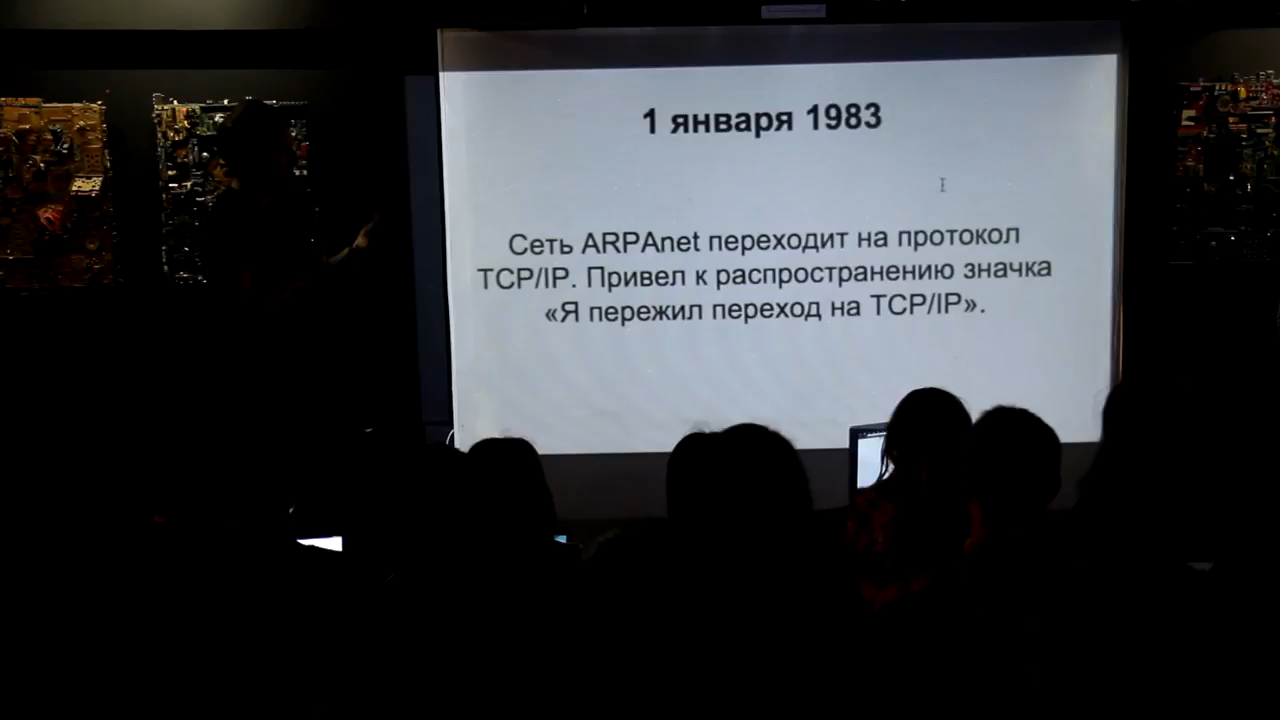 1 января 1983
Сеть ARPAnet переходит на протокол
TCP/IP. Привел к распространению значка
«Я пережил переход на TCP/IP».